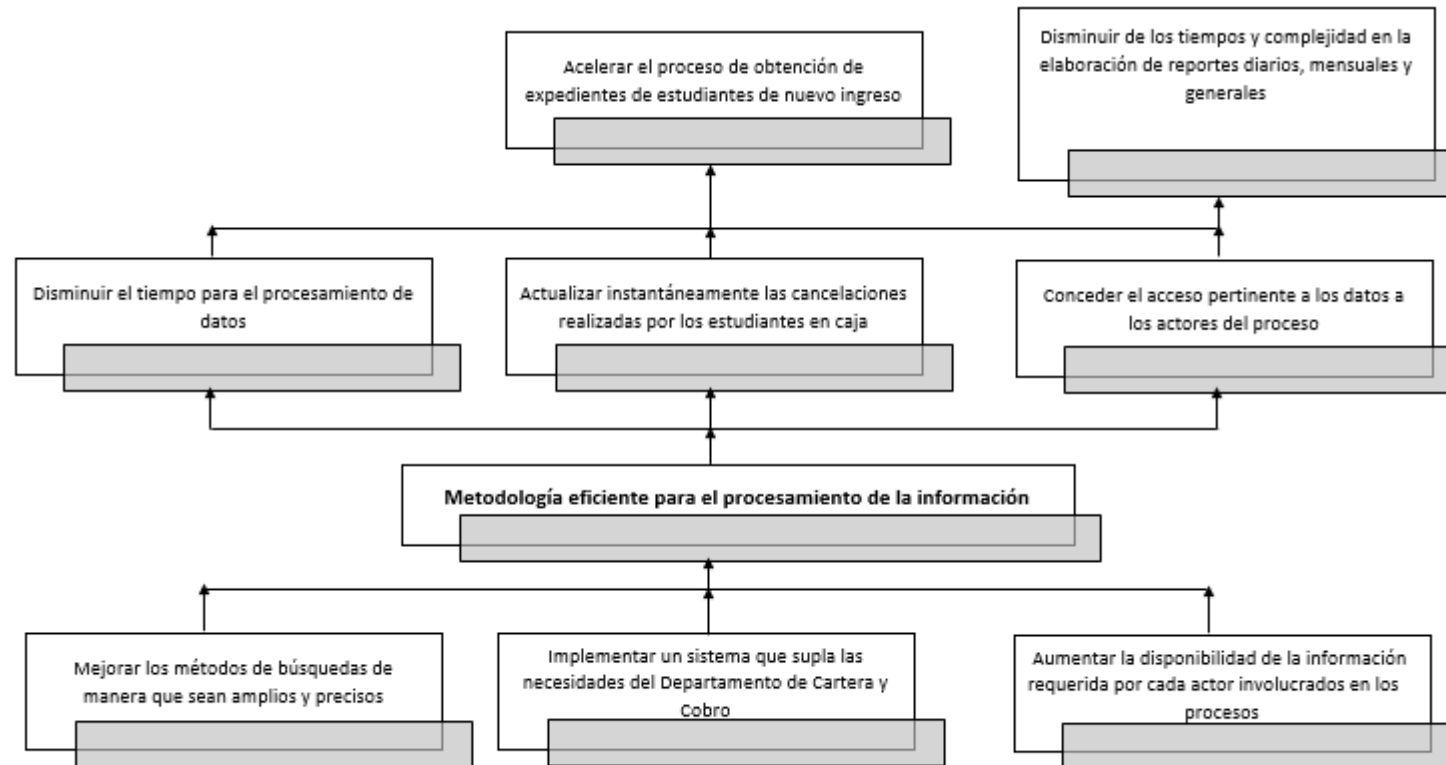 Acelerar el proceso de obtención de
expedientes de estudiantes de nuevo ingreso
Disminuir de los tiempos y complejidad en la
elaboración de reportes diarios, mensuales y
generales
Disminuir el tiempo para el procesamiento de
datos
Actualizar instantáneamente las cancelaciones
realizadas por los estudiantes en caja
Conceder el acceso pertinente a los datos a
los actores del proceso
Metodología eficiente para el procesamiento de la información
Mejorar los métodos de búsquedas de
manera que sean amplios y precisos
Implementar un sistema que supla las
necesidades del Departamento de Cartera y
Cobro
Aumentar la disponibilidad de la información
requerida por cada actor involucrados en los
procesos